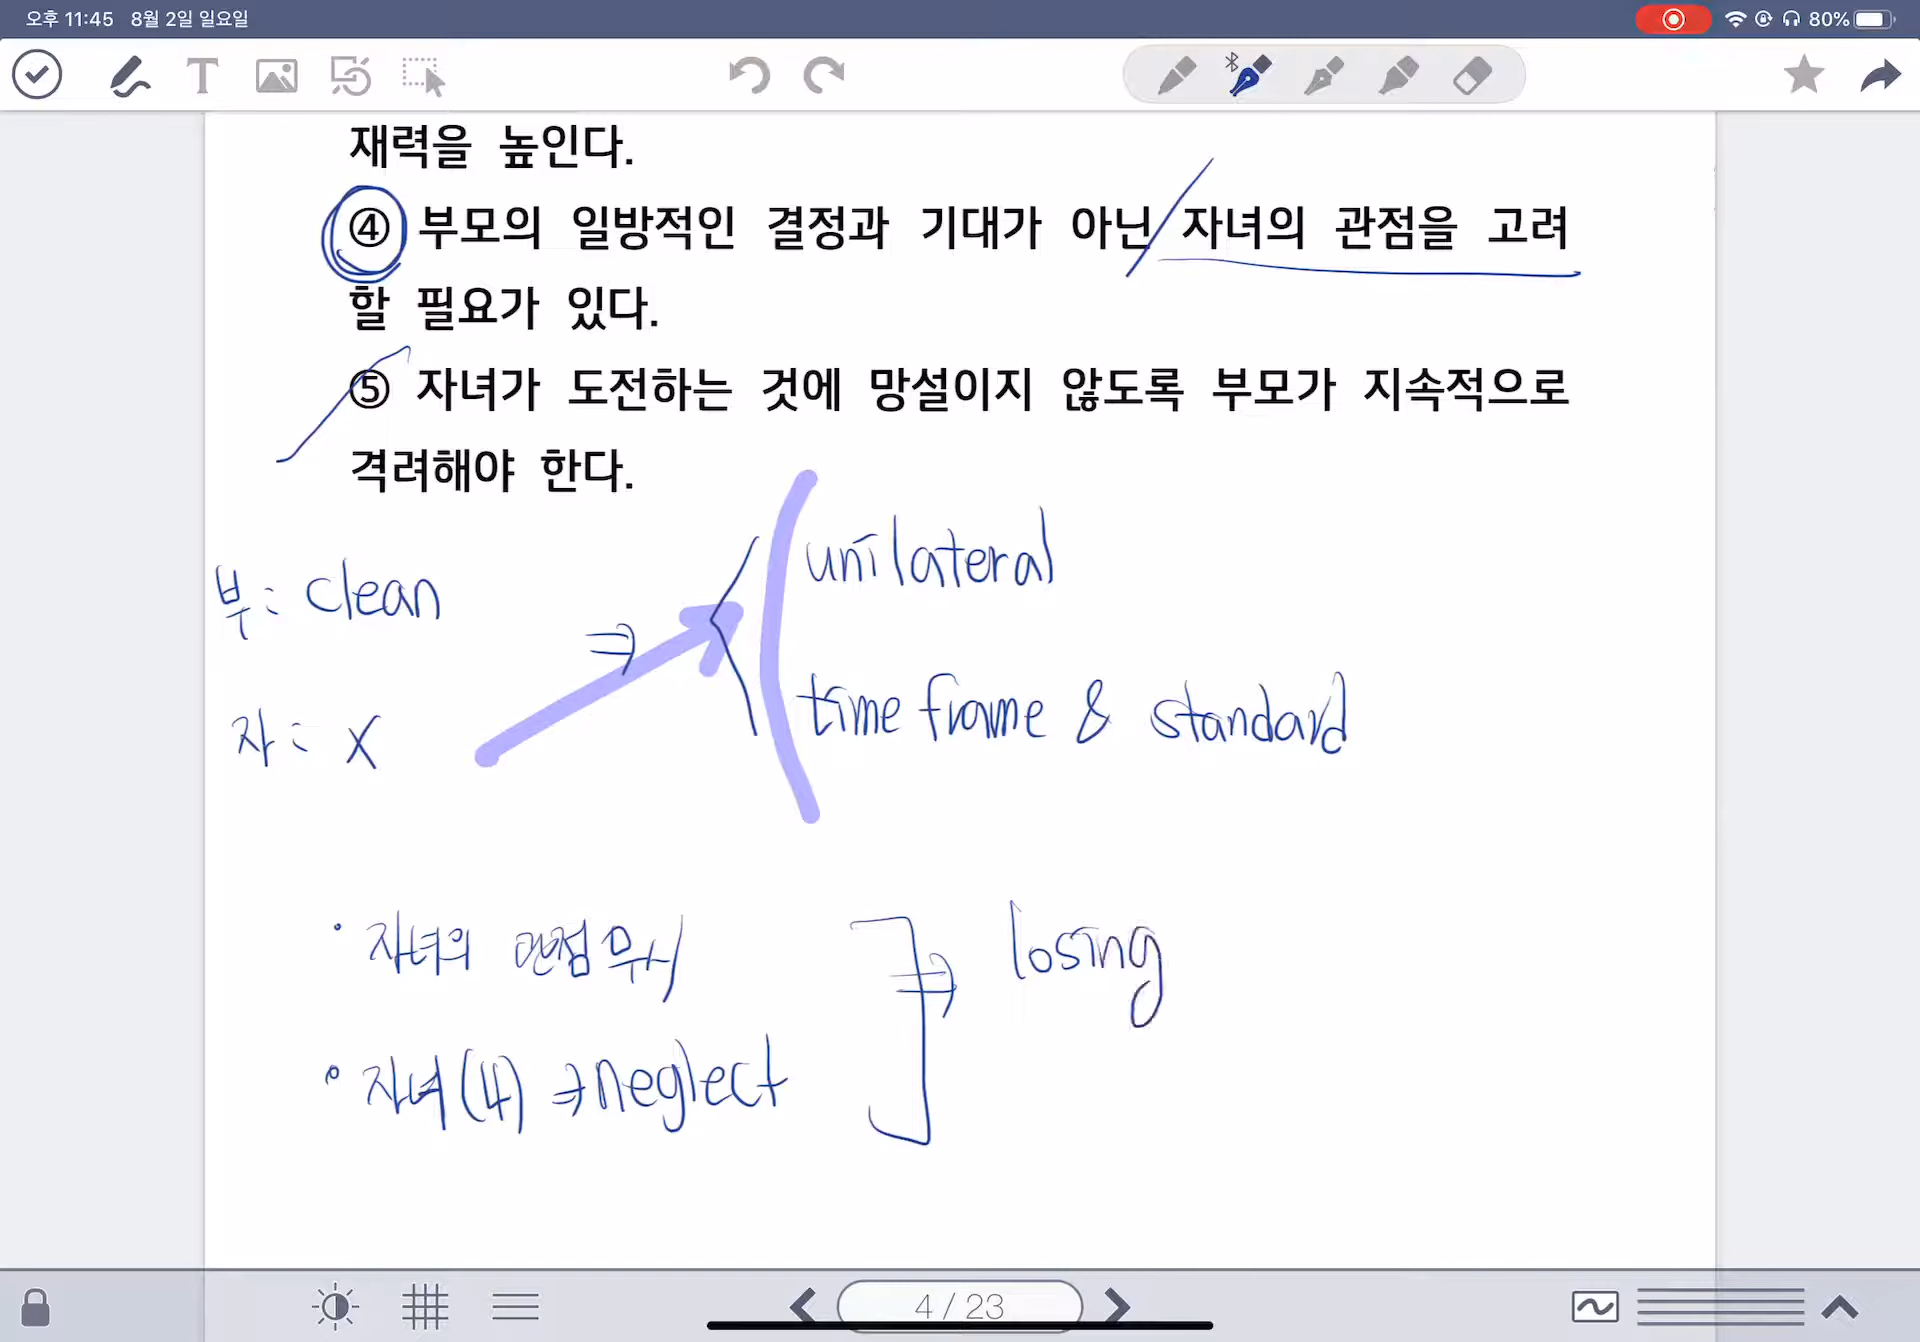 오후 11:45 8월 2일 일요일
80%
T
재력을 높인다.
④ 부모의 일방적인 결정과 기대가 아닌 자녀의 관점을 고려
할 필요가 있다.
⑤ 자녀가 도전하는 것에 망설이지 않도록 부모가 지속적으로
격려해야 한다.
unilateral
부: clean
⇒
time frame & standard
자: X
• 자녀의 관점 무시
⇒ losing
• 자녀(4) ⇒ neglect
4 / 23